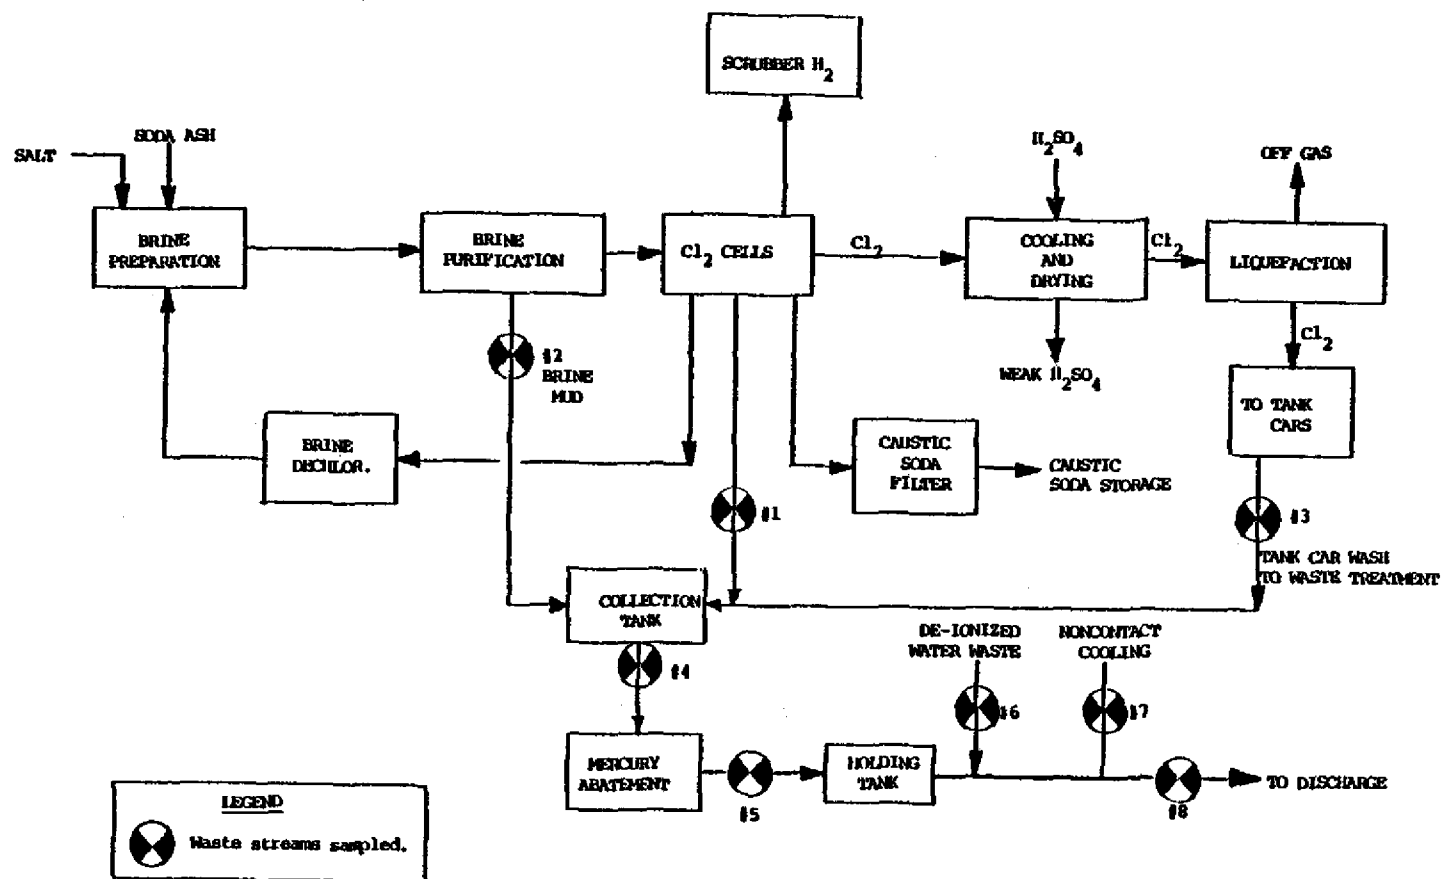 SCRUBBER H2
SODA ASH
SALT
H2SO4
OFF GAS
BRINE
PREPARATION
BRINE
PURIFICATION
Cl2 CELLS
Cl2
COOLING
AND
DRYING
Cl2
LIQUEFACTION
Cl2
#2
BRINE
MUD
WEAK H2SO4
TO TANK
CARS
BRINE
DECHLOR.
CAUSTIC
SODA
FILTER
CAUSTIC
SODA STORAGE
#1
#3
TANK CAR WASH
TO WASTE TREATMENT
COLLECTION
TANK
#4
DE-IONIZED
WATER WASTE
NONCONTACT
COOLING
#6
#7
MERCURY
ABATEMENT
#5
HOLDING
TANK
#8
TO DISCHARGE
LEGEND
Waste streams sampled.